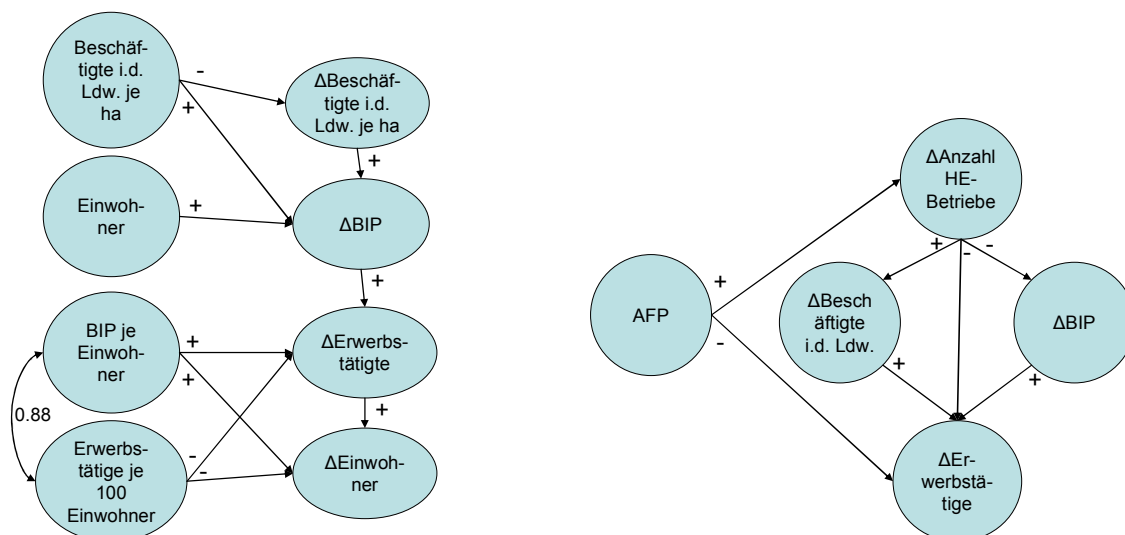 Beschäf-
tigte i.d.
Ldw. je
ha
-
+
ΔBeschäf-
tigte i.d.
Ldw. je ha
+
Einwoh-
ner
+
ΔBIP
+
BIP je
Einwoh-
ner
+
+
ΔErwerbs-
tätigte
+
0.88
Erwerbs-
tätige je
100
Einwohner
-
-
ΔEinwoh-
ner
ΔAnzahl
HE-
Betriebe
+
-
-
AFP
+
-
ΔBesch
äftigte
i.d. Ldw.
+
ΔBIP
+
ΔEr-
werbstä-
tige